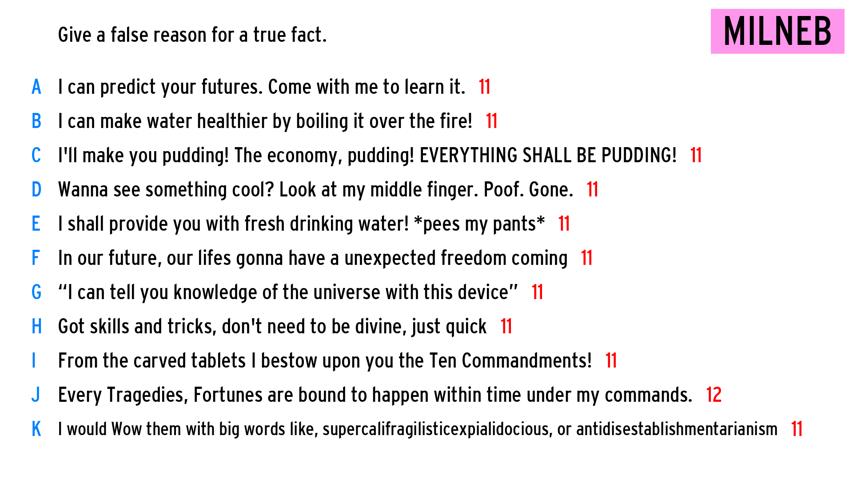 Give a false reason for a true fact.
MILNEB
A I can predict your futures. Come with me to learn it. 11
B I can make water healthier by boiling it over the fire! 11
C I'll make you pudding! The economy, pudding! EVERYTHING SHALL BE PUDDING! 11
D Wanna see something cool? Look at my middle finger. Poof. Gone. 11
E I shall provide you with fresh drinking water! *pees my pants* 11
F In our future, our lifes gonna have a unexpected freedom coming 11
G “I can tell you knowledge of the universe with this device” 11
H Got skills and tricks, don't need to be divine, just quick 11
I From the carved tablets I bestow upon you the Ten Commandments! 11
J Every Tragedies, Fortunes are bound to happen within time under my commands. 12
K I would Wow them with big words like, supercalifragilisticexpialidocious, or antidisestablishmentarianism 11